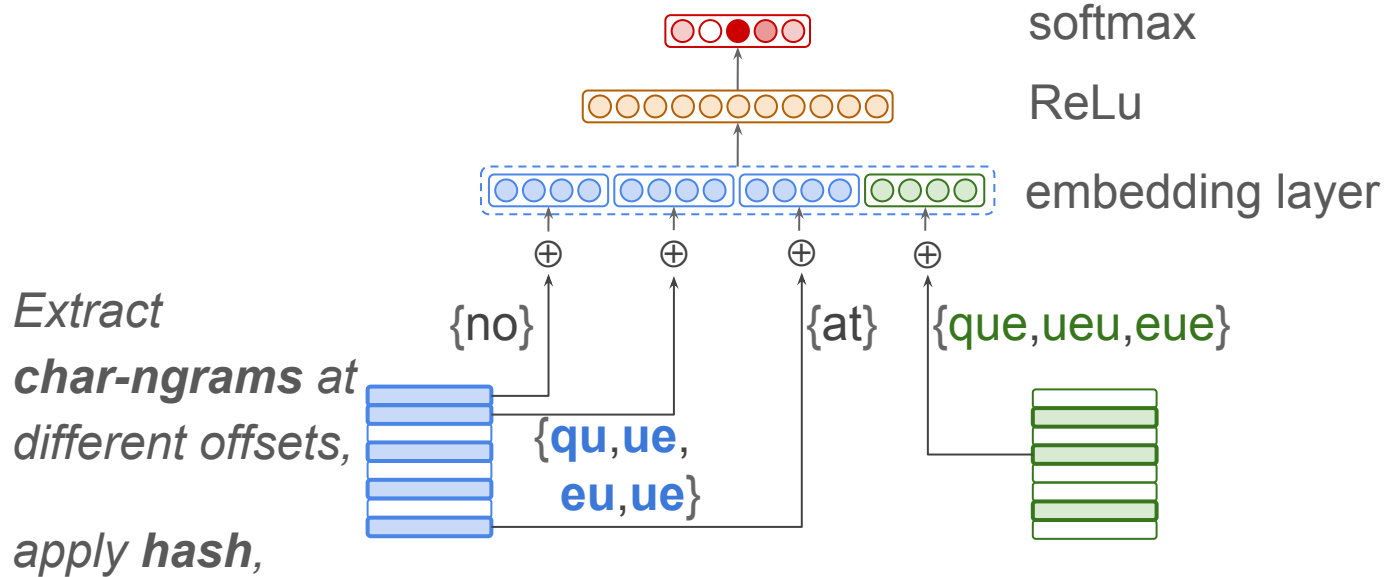 softmax
ReLu
embedding layer
Extract
char-ngrams at
different offsets,
apply hash,
{no}
{qu,ue,
eu,ue}
{at}
{que,ueu,eue}